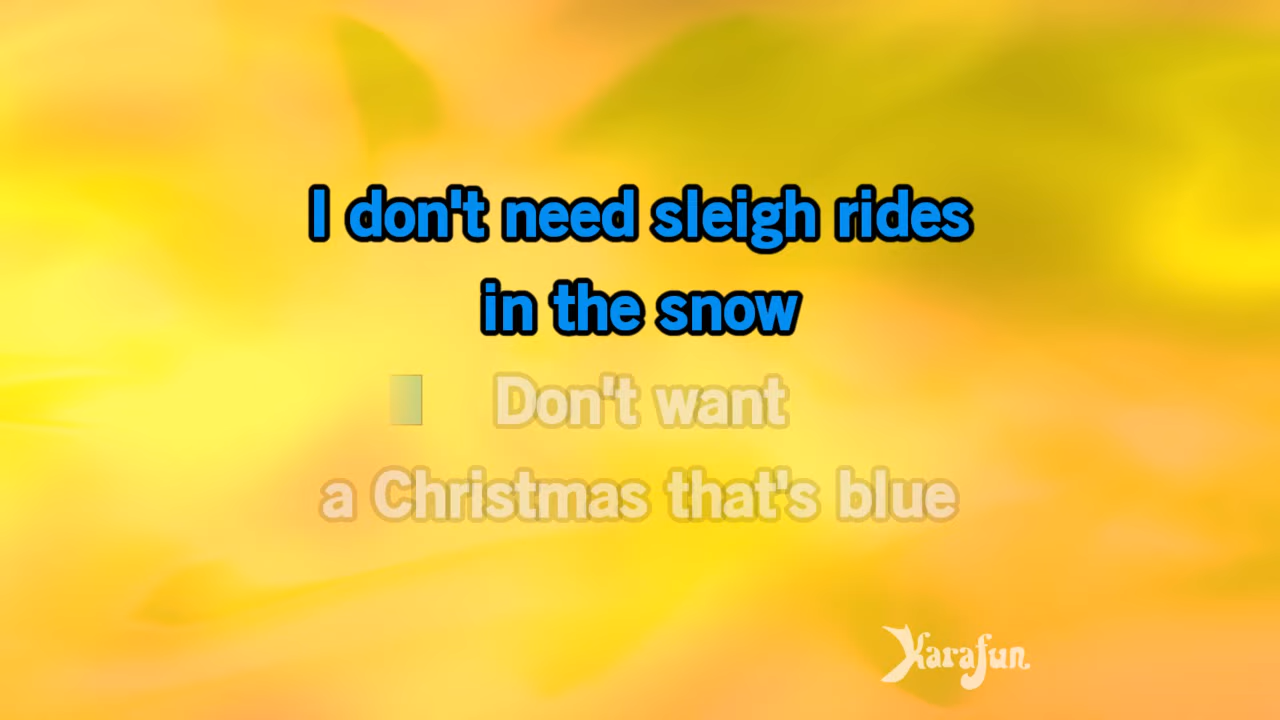 I don't need sleigh rides
in the snow
Don't want
a Christmas that's blue
Karafun